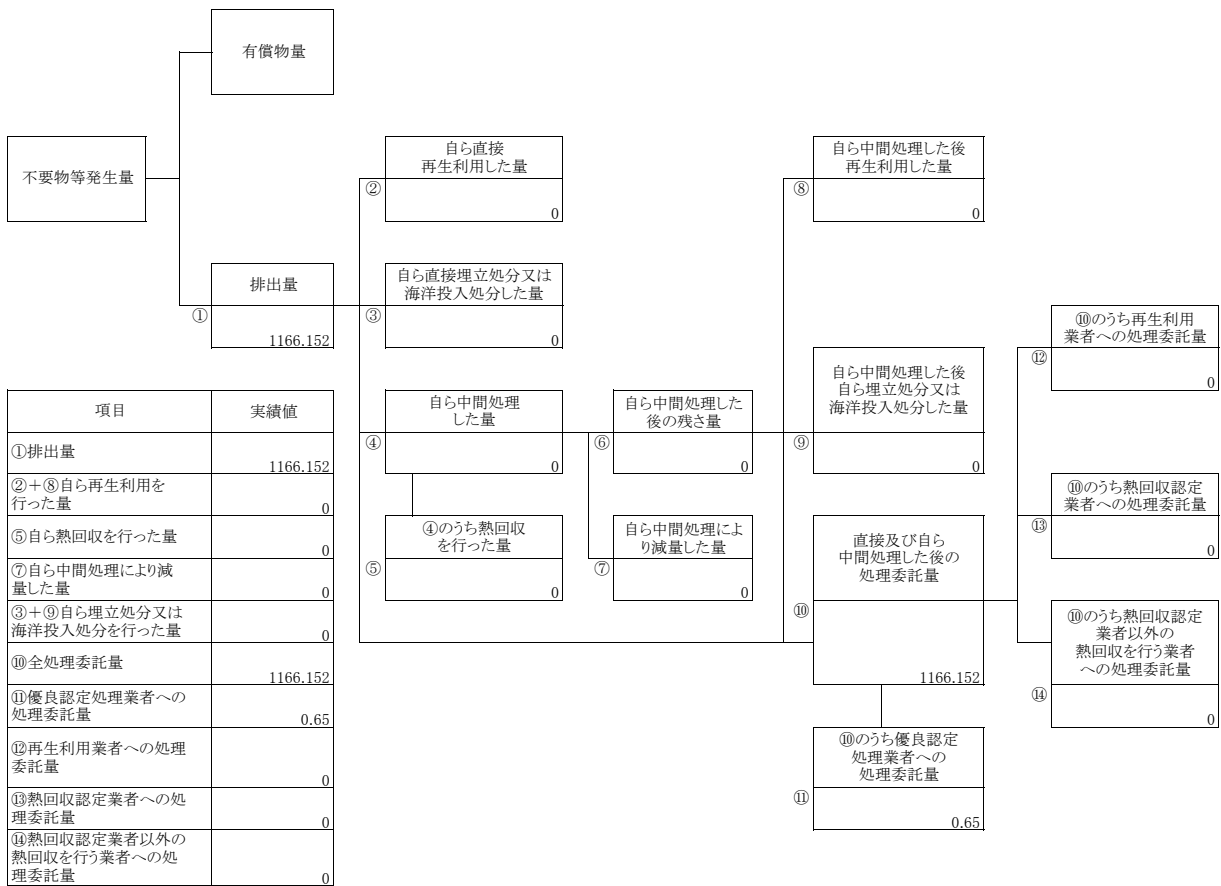 有償物量
不要物等発生量
自ら直接
再生利用した量
②
0
自ら中間処理した後
再生利用した量
⑧
0
排出量
①
1166.152
自ら直接埋立処分又は
海洋投入処分した量
③
0
⑩のうち再生利用
業者への処理委託量
⑫
0
自ら中間処理
した量
④
0
自ら中間処理した
後の残さ量
⑥
0
自ら中間処理した後
自ら埋立処分又は
海洋投入処分した量
⑨
0
⑩のうち熱回収認定
業者への処理委託量
⑬
0
④のうち熱回収
を行った量
⑤
0
自ら中間処理によ
り減量した量
⑦
0
直接及び自ら
中間処理した後の
処理委託量
⑩
1166.152
⑩のうち熱回収認定
業者以外の
熱回収を行う業者
への処理委託量
⑭
0
⑩のうち優良認定
処理業者への
処理委託量
⑪
0.65
項目 実績値
①排出量
1166.152
②＋⑧自ら再生利用を
行った量
0
⑤自ら熱回収を行った量
0
⑦自ら中間処理により減
量した量
0
③＋⑨自ら埋立処分又は
海洋投入処分を行った量
0
⑩全処理委託量
1166.152
⑪優良認定処理業者への
処理委託量
0.65
⑫再生利用業者への処理
委託量
0
⑬熱回収認定業者への処
理委託量
0
⑭熱回収認定業者以外の
熱回収を行う業者への処
理委託量
0